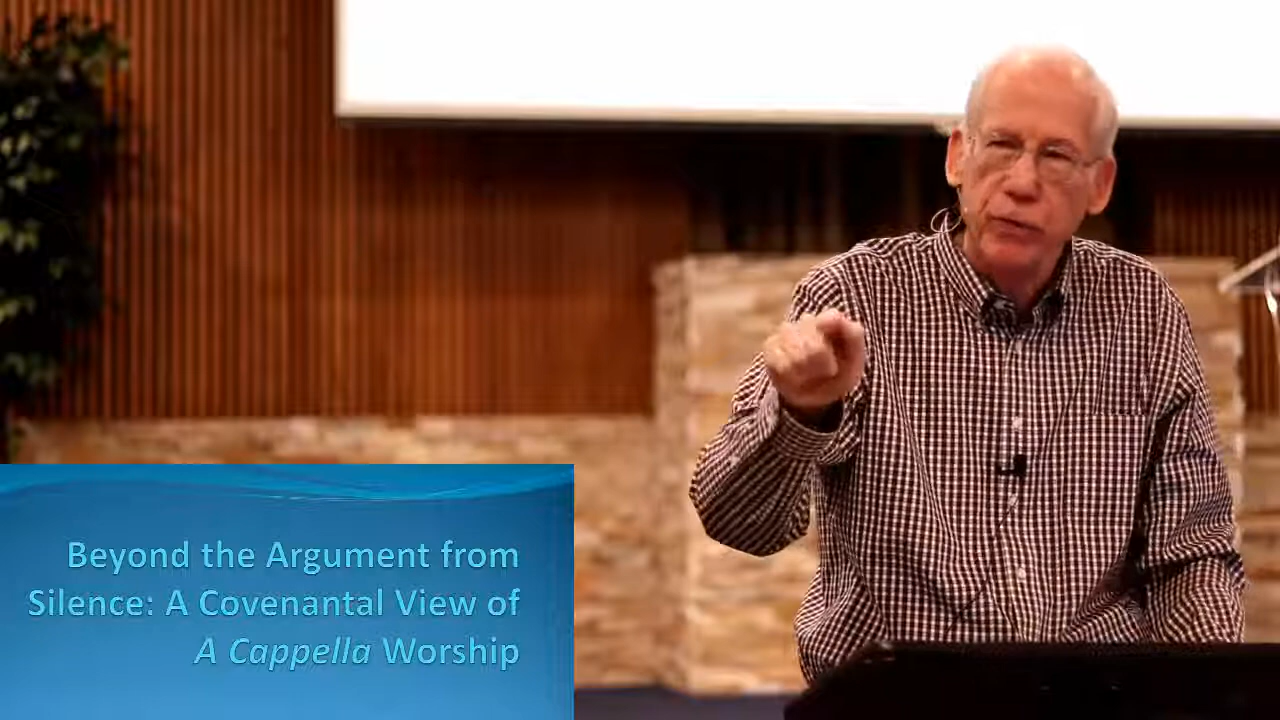 Beyond the Argument from
Silence: A Covenantal View of
A Cappella Worship